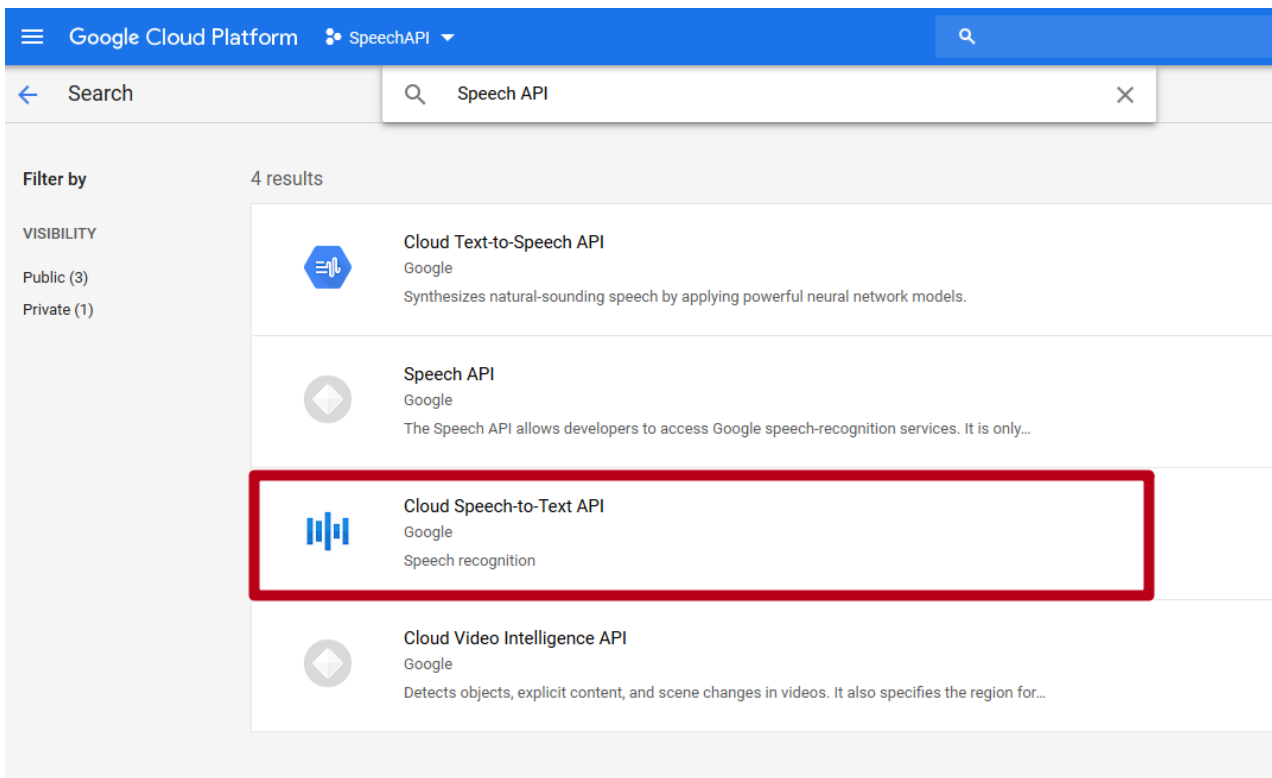 Google Cloud Platform SpeechAPI
Search
Speech API
Filter by
VISIBILITY
Public (3)
Private (1)
4 results
Cloud Text-to-Speech API
Google
Synthesizes natural-sounding speech by applying powerful neural network models.
Speech API
Google
The Speech API allows developers to access Google speech-recognition services. It is only...
Cloud Speech-to-Text API
Google
Speech recognition
Cloud Video Intelligence API
Google
Detects objects, explicit content, and scene changes in videos. It also specifies the region for...